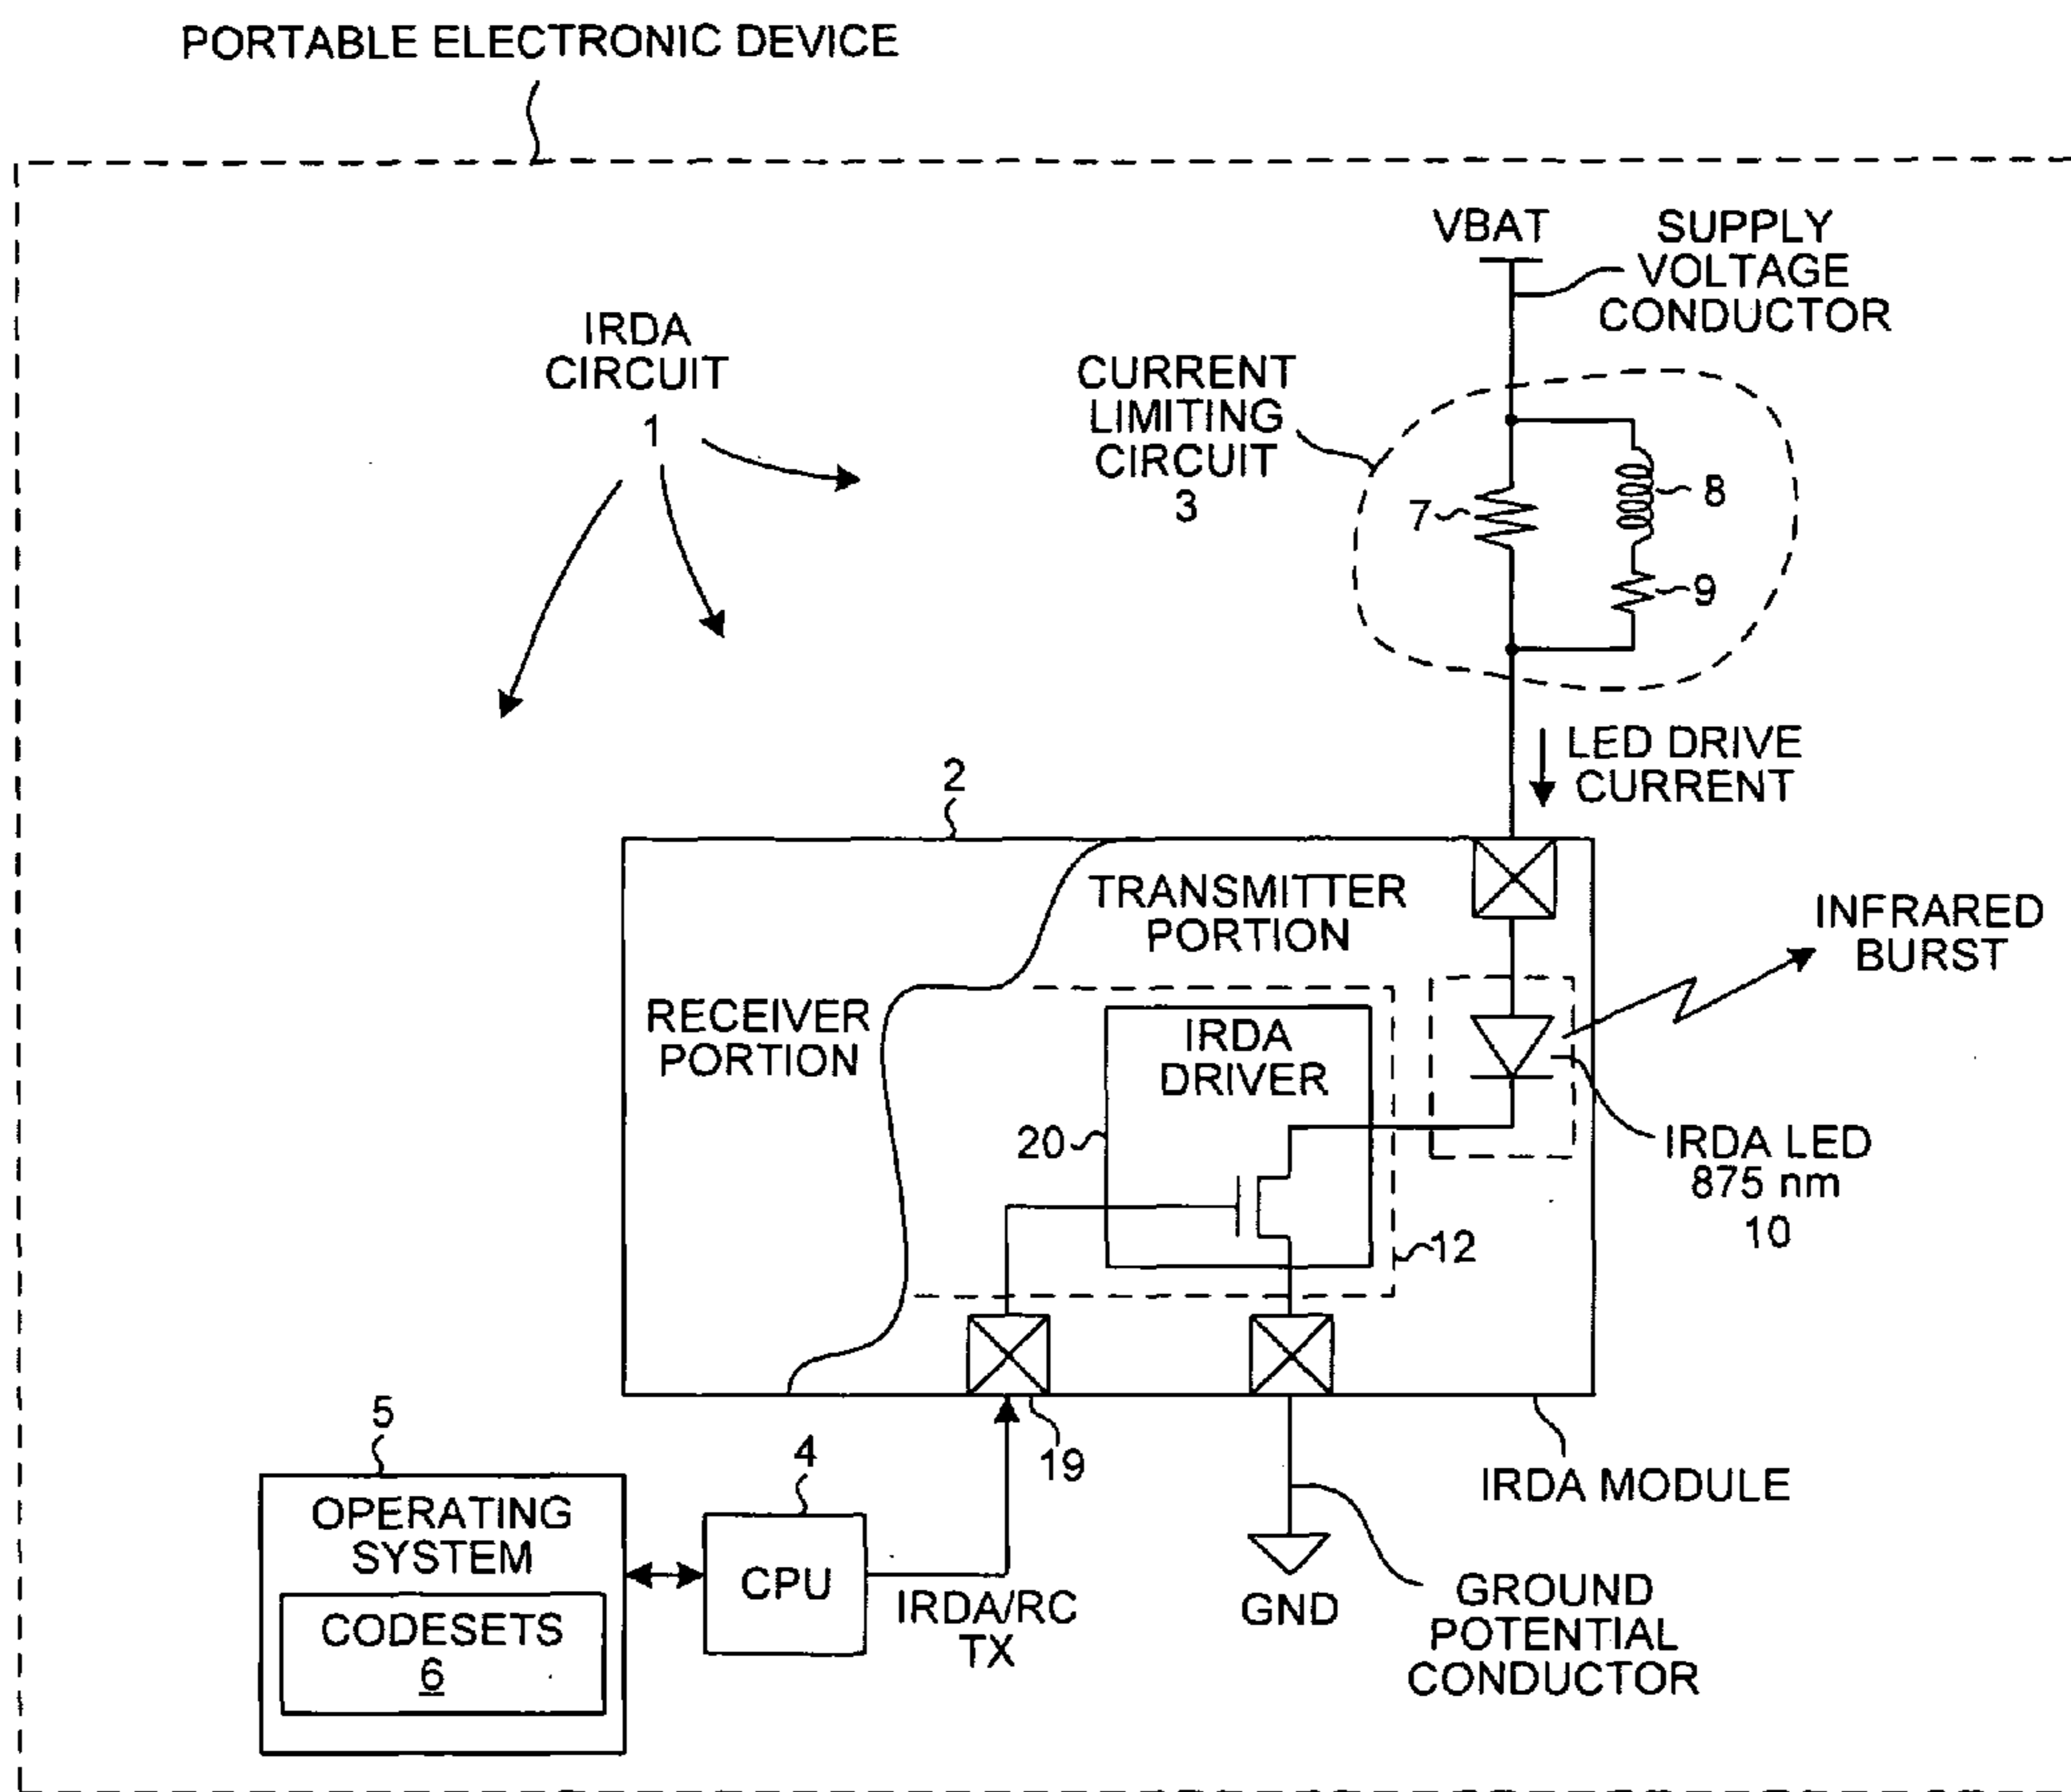 PORTABLE ELECTRONIC DEVICE
VBAT
SUPPLY
VOLTAGE
CONDUCTOR
IRDA
CIRCUIT
1
CURRENT
LIMITING
CIRCUIT
3
7
8
9
LED DRIVE
CURRENT
2
TRANSMITTER
PORTION
INFRARED
BURST
RECEIVER
PORTION
IRDA
DRIVER
20
IRDA LED
875 nm
10
12
19
5
4
IRDA MODULE
OPERATING
SYSTEM
CODESETS
6
CPU
IRDA/RC
TX
GND
GROUND
POTENTIAL
CONDUCTOR